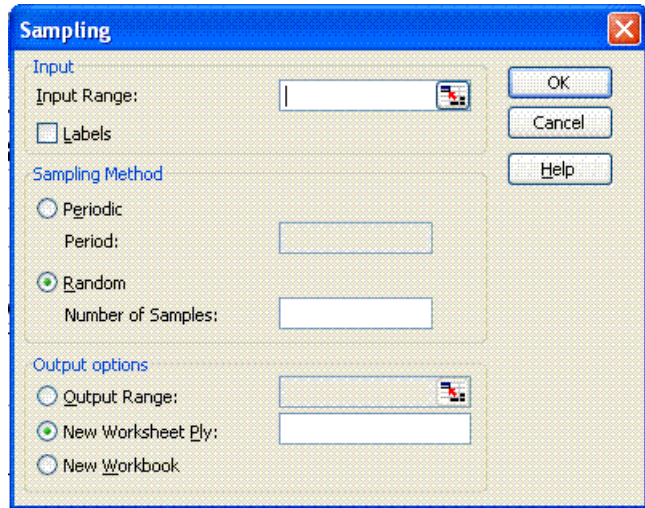 Sampling
Input
Input Range:
Labels
OK
Cancel
Help
Sampling Method
Periodic
Period:
Random
Number of Samples:
Output options
Output Range:
New Worksheet Ply:
New Workbook